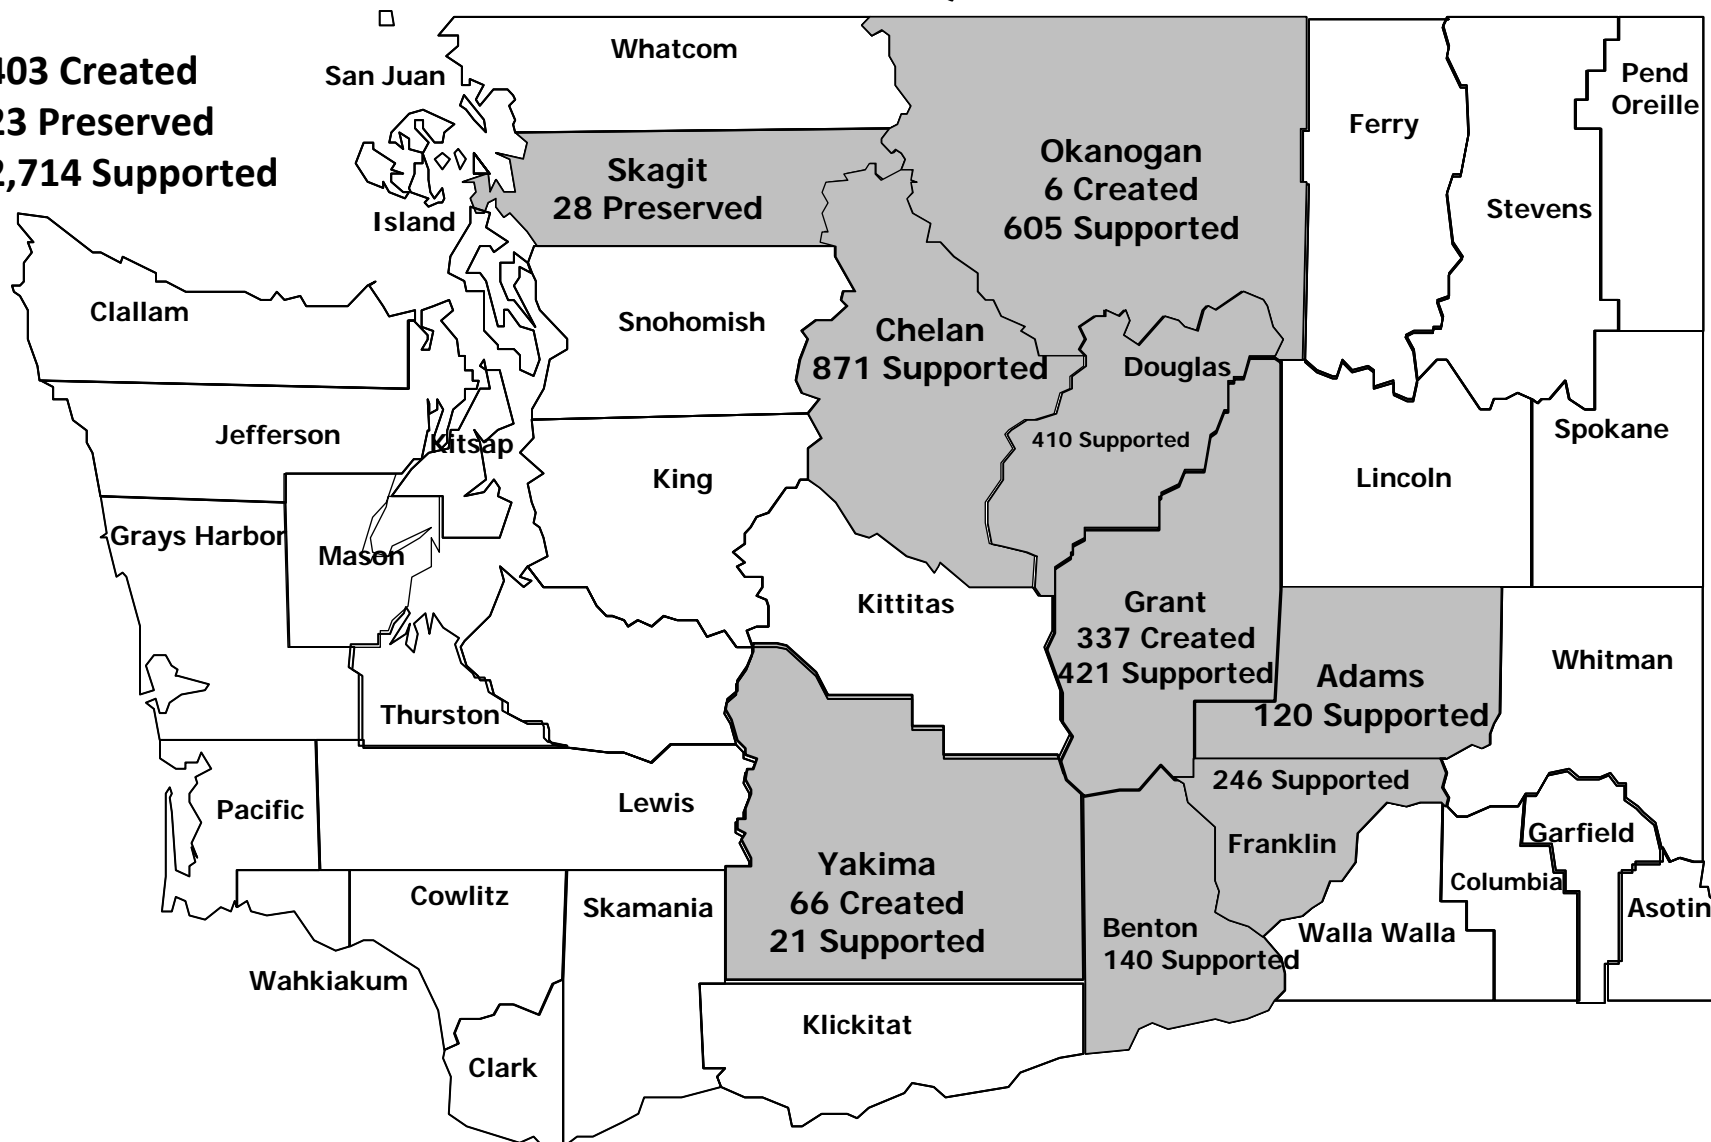 403 Created
23 Preserved
2,714 Supported
San Juan
Whatcom
Skagit
28 Preserved
Island
Okanogan
6 Created
605 Supported
Ferry
Stevens
Pend
Oreille
Clallam
Snohomish
Chelan
871 Supported
Douglas
410 Supported
Jefferson
Kitsap
King
Lincoln
Spokane
Grays Harbor
Mason
Kittitas
Grant
337 Created
421 Supported
Adams
120 Supported
Whitman
Thurston
Pacific
Lewis
246 Supported
Franklin
Garfield
Columbia
Asotin
Yakima
66 Created
21 Supported
Cowlitz
Skamania
Benton
140 Supported
Walla Walla
Wahkiakum
Klickitat
Clark